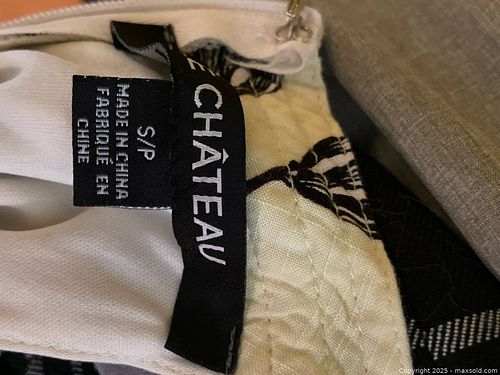 E CHÂTEAU
S/P
MADE IN CHINA
FABRIQUÉ EN
CHINE
Copyright 2025 - maxsold.com